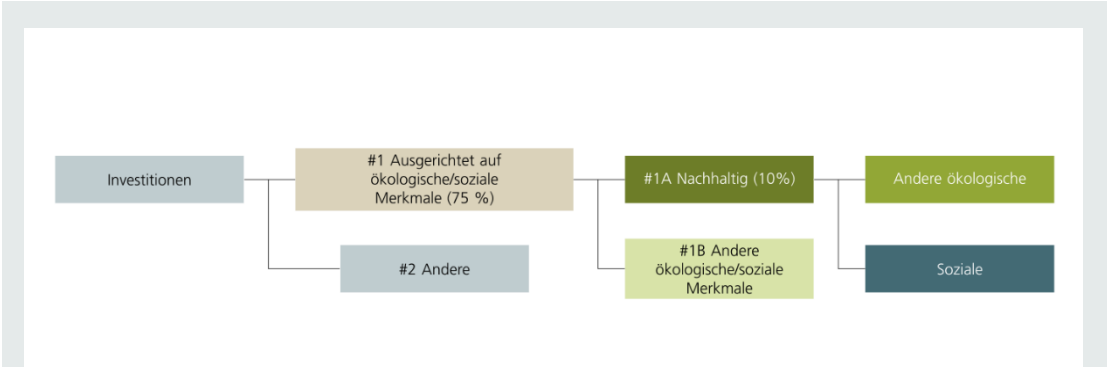 Investitionen
#1 Ausgerichtet auf
ökologische/soziale
Merkmale (75 %)
#1A Nachhaltig (10%)
Andere ökologische
#2 Andere
#1B Andere
ökologische/soziale
Merkmale
Soziale